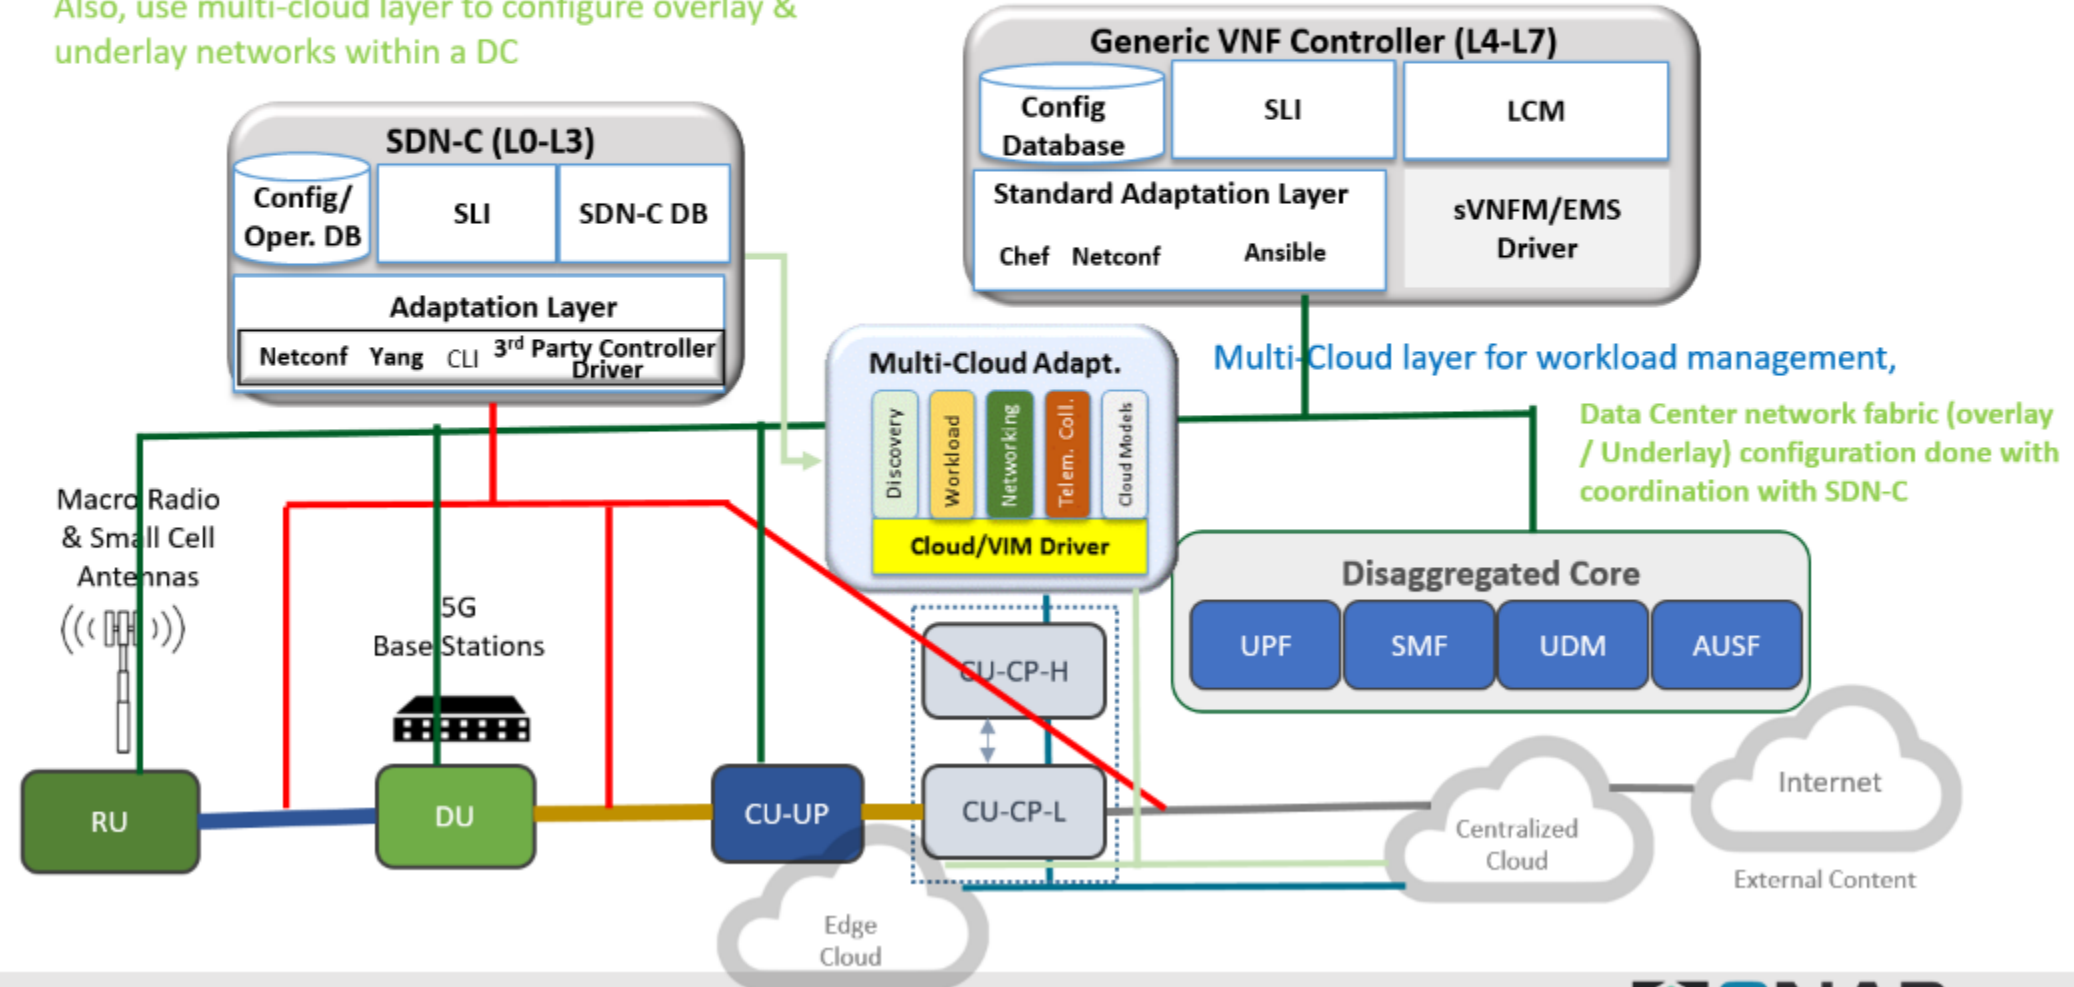 Also, use multi-cloud layer to configure overlay &
underlay networks within a DC
Generic VNF Controller (L4-L7)
Config
Database
SLI
LCM
Standard Adaptation Layer
Chef Netconf Ansible
sVNFM/EMS
Driver
SDN-C (L0-L3)
Config/
Oper. DB
SLI
SDN-C DB
Adaptation Layer
Netconf Yang CLI 3rd Party Controller
Driver
Multi-Cloud Adapt.
Discovery
Workload
Networking
Telem. Coll.
Cloud Models
Cloud/VIM Driver
Multi-Cloud layer for workload management,
Data Center network fabric (overlay
/ Underlay) configuration done with
coordination with SDN-C
Macro Radio
& Small Cell
Antennas
5G
Base Stations
Disaggregated Core
UPF
SMF
UDM
AUSF
CU-CP-H
RU
DU
CU-UP
CU-CP-L
Centralized
Cloud
Internet
External Content
Edge
Cloud